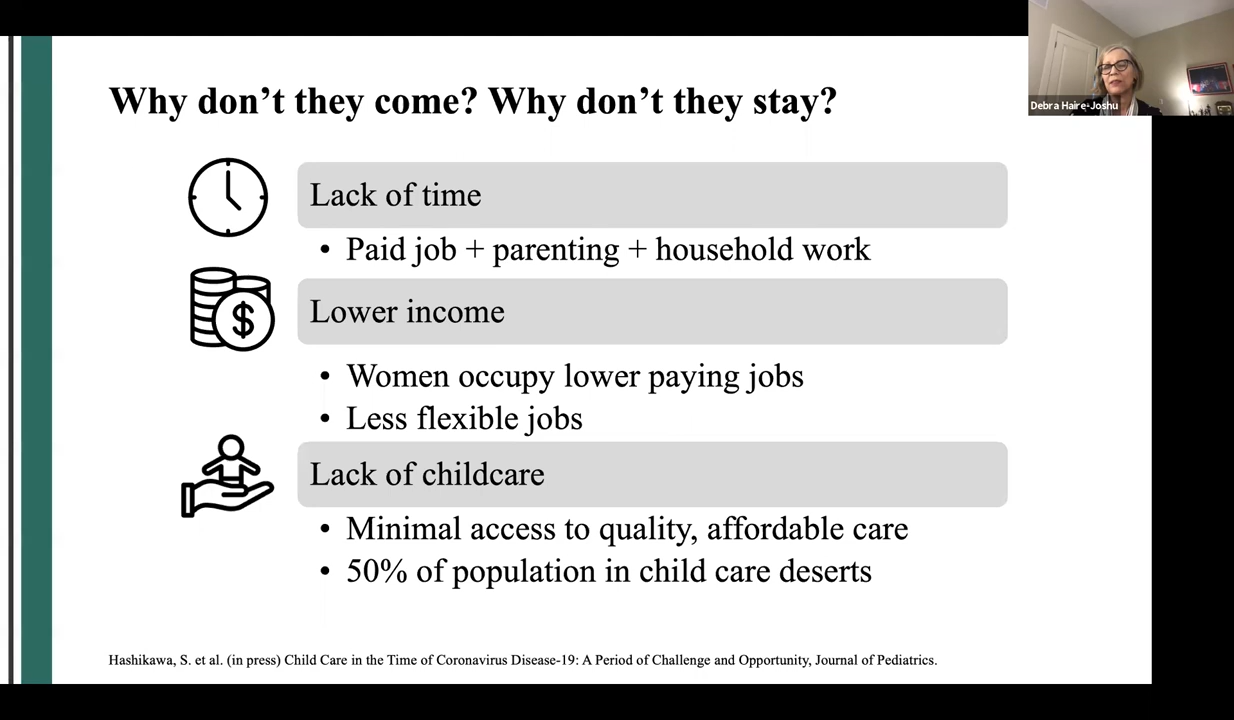 Why don’t they come? Why don’t they stay?
Debra Haire-Joshu
Lack of time
• Paid job + parenting + household work
$
Lower income
• Women occupy lower paying jobs
• Less flexible jobs
Lack of childcare
• Minimal access to quality, affordable care
• 50% of population in child care deserts
Hashikawa, S. et al. (in press) Child Care in the Time of Coronavirus Disease-19: A Period of Challenge and Opportunity, Journal of Pediatrics.